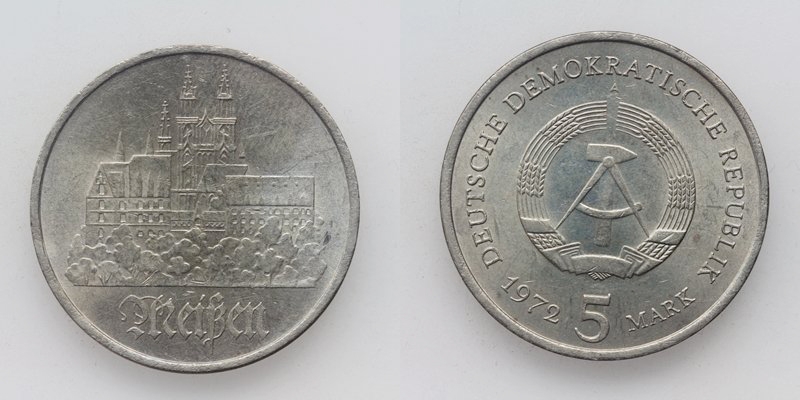 Meißen
DEUTSCHE DEMOKRATISCHE REPUBLIK
1972 5 MARK
A